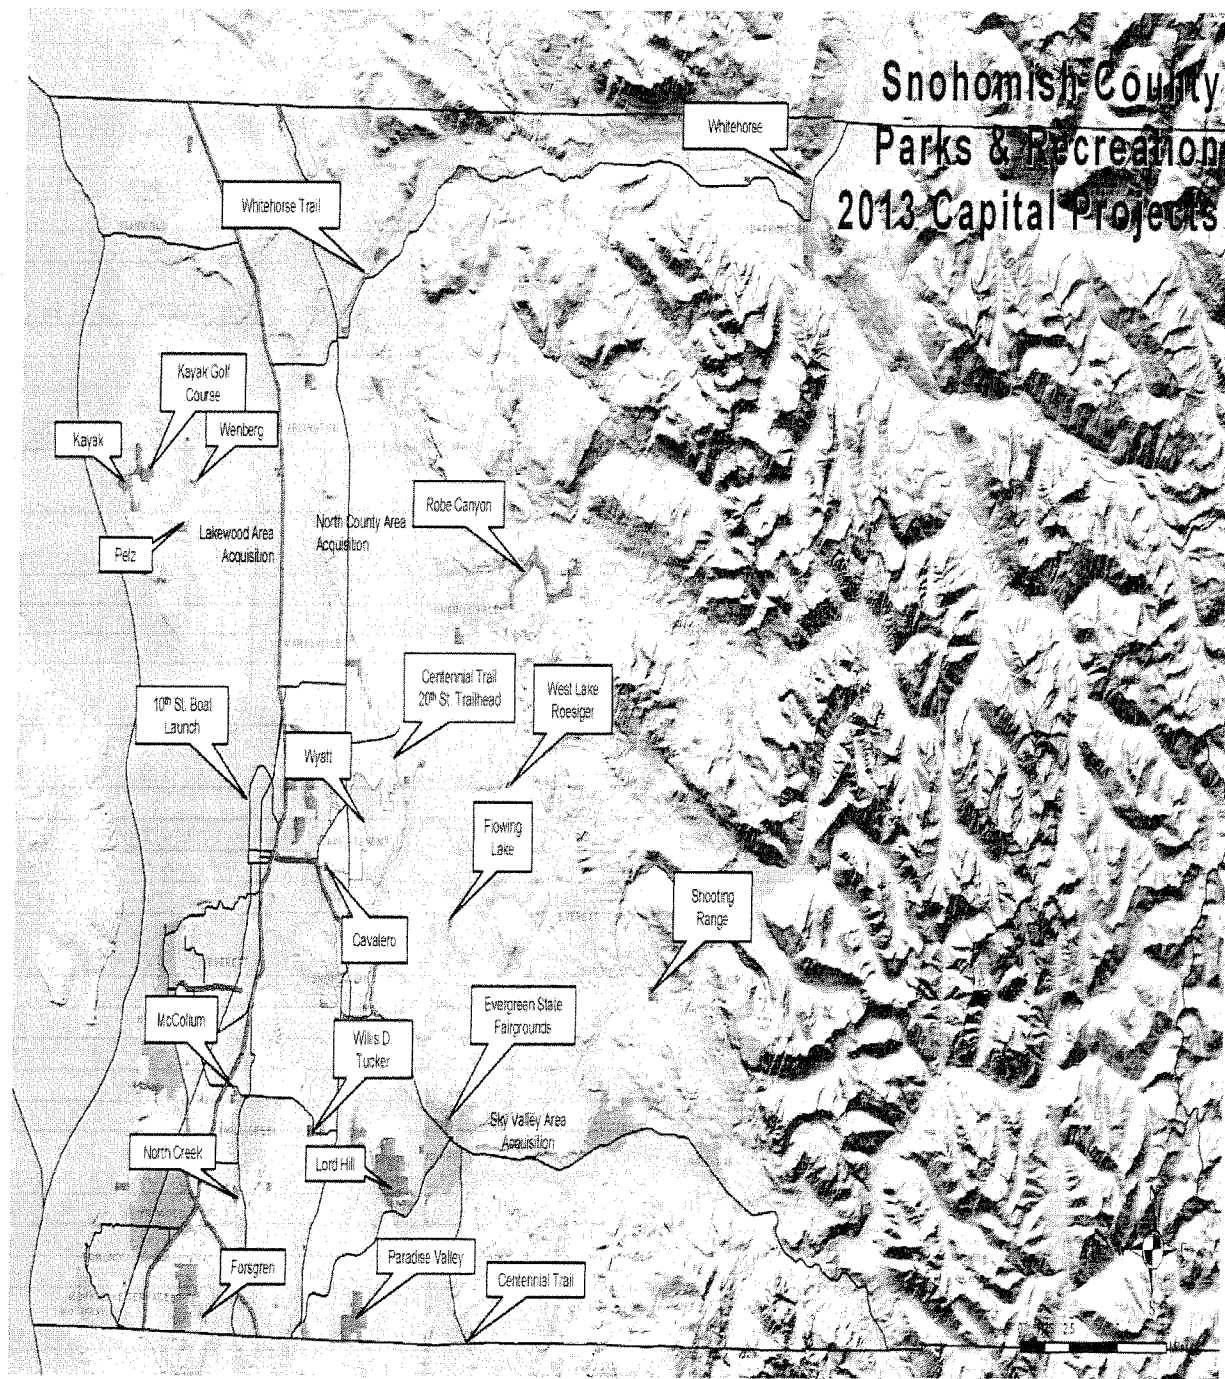 Snohomish County
Parks & Recreation
2013 Capital Projects
Whitehorse
Whitehorse Trail
Kayak Golf
Course
Kayak
Wenberg
Pelz
Lakewood Area
Acquisition
North County Area
Acquisition
Robe Canyon
Centennial Trail
20th St. Trailhead
West Lake
Roesiger
10th St. Boat
Launch
Wyatt
Flowing
Lake
Shooting
Range
Cavalero
Evergreen State
Fairgrounds
McCollum
Willis D.
Tucker
Sky Valley Area
Acquisition
North Creek
Lord Hill
Forsgren
Paradise Valley
Centennial Trail